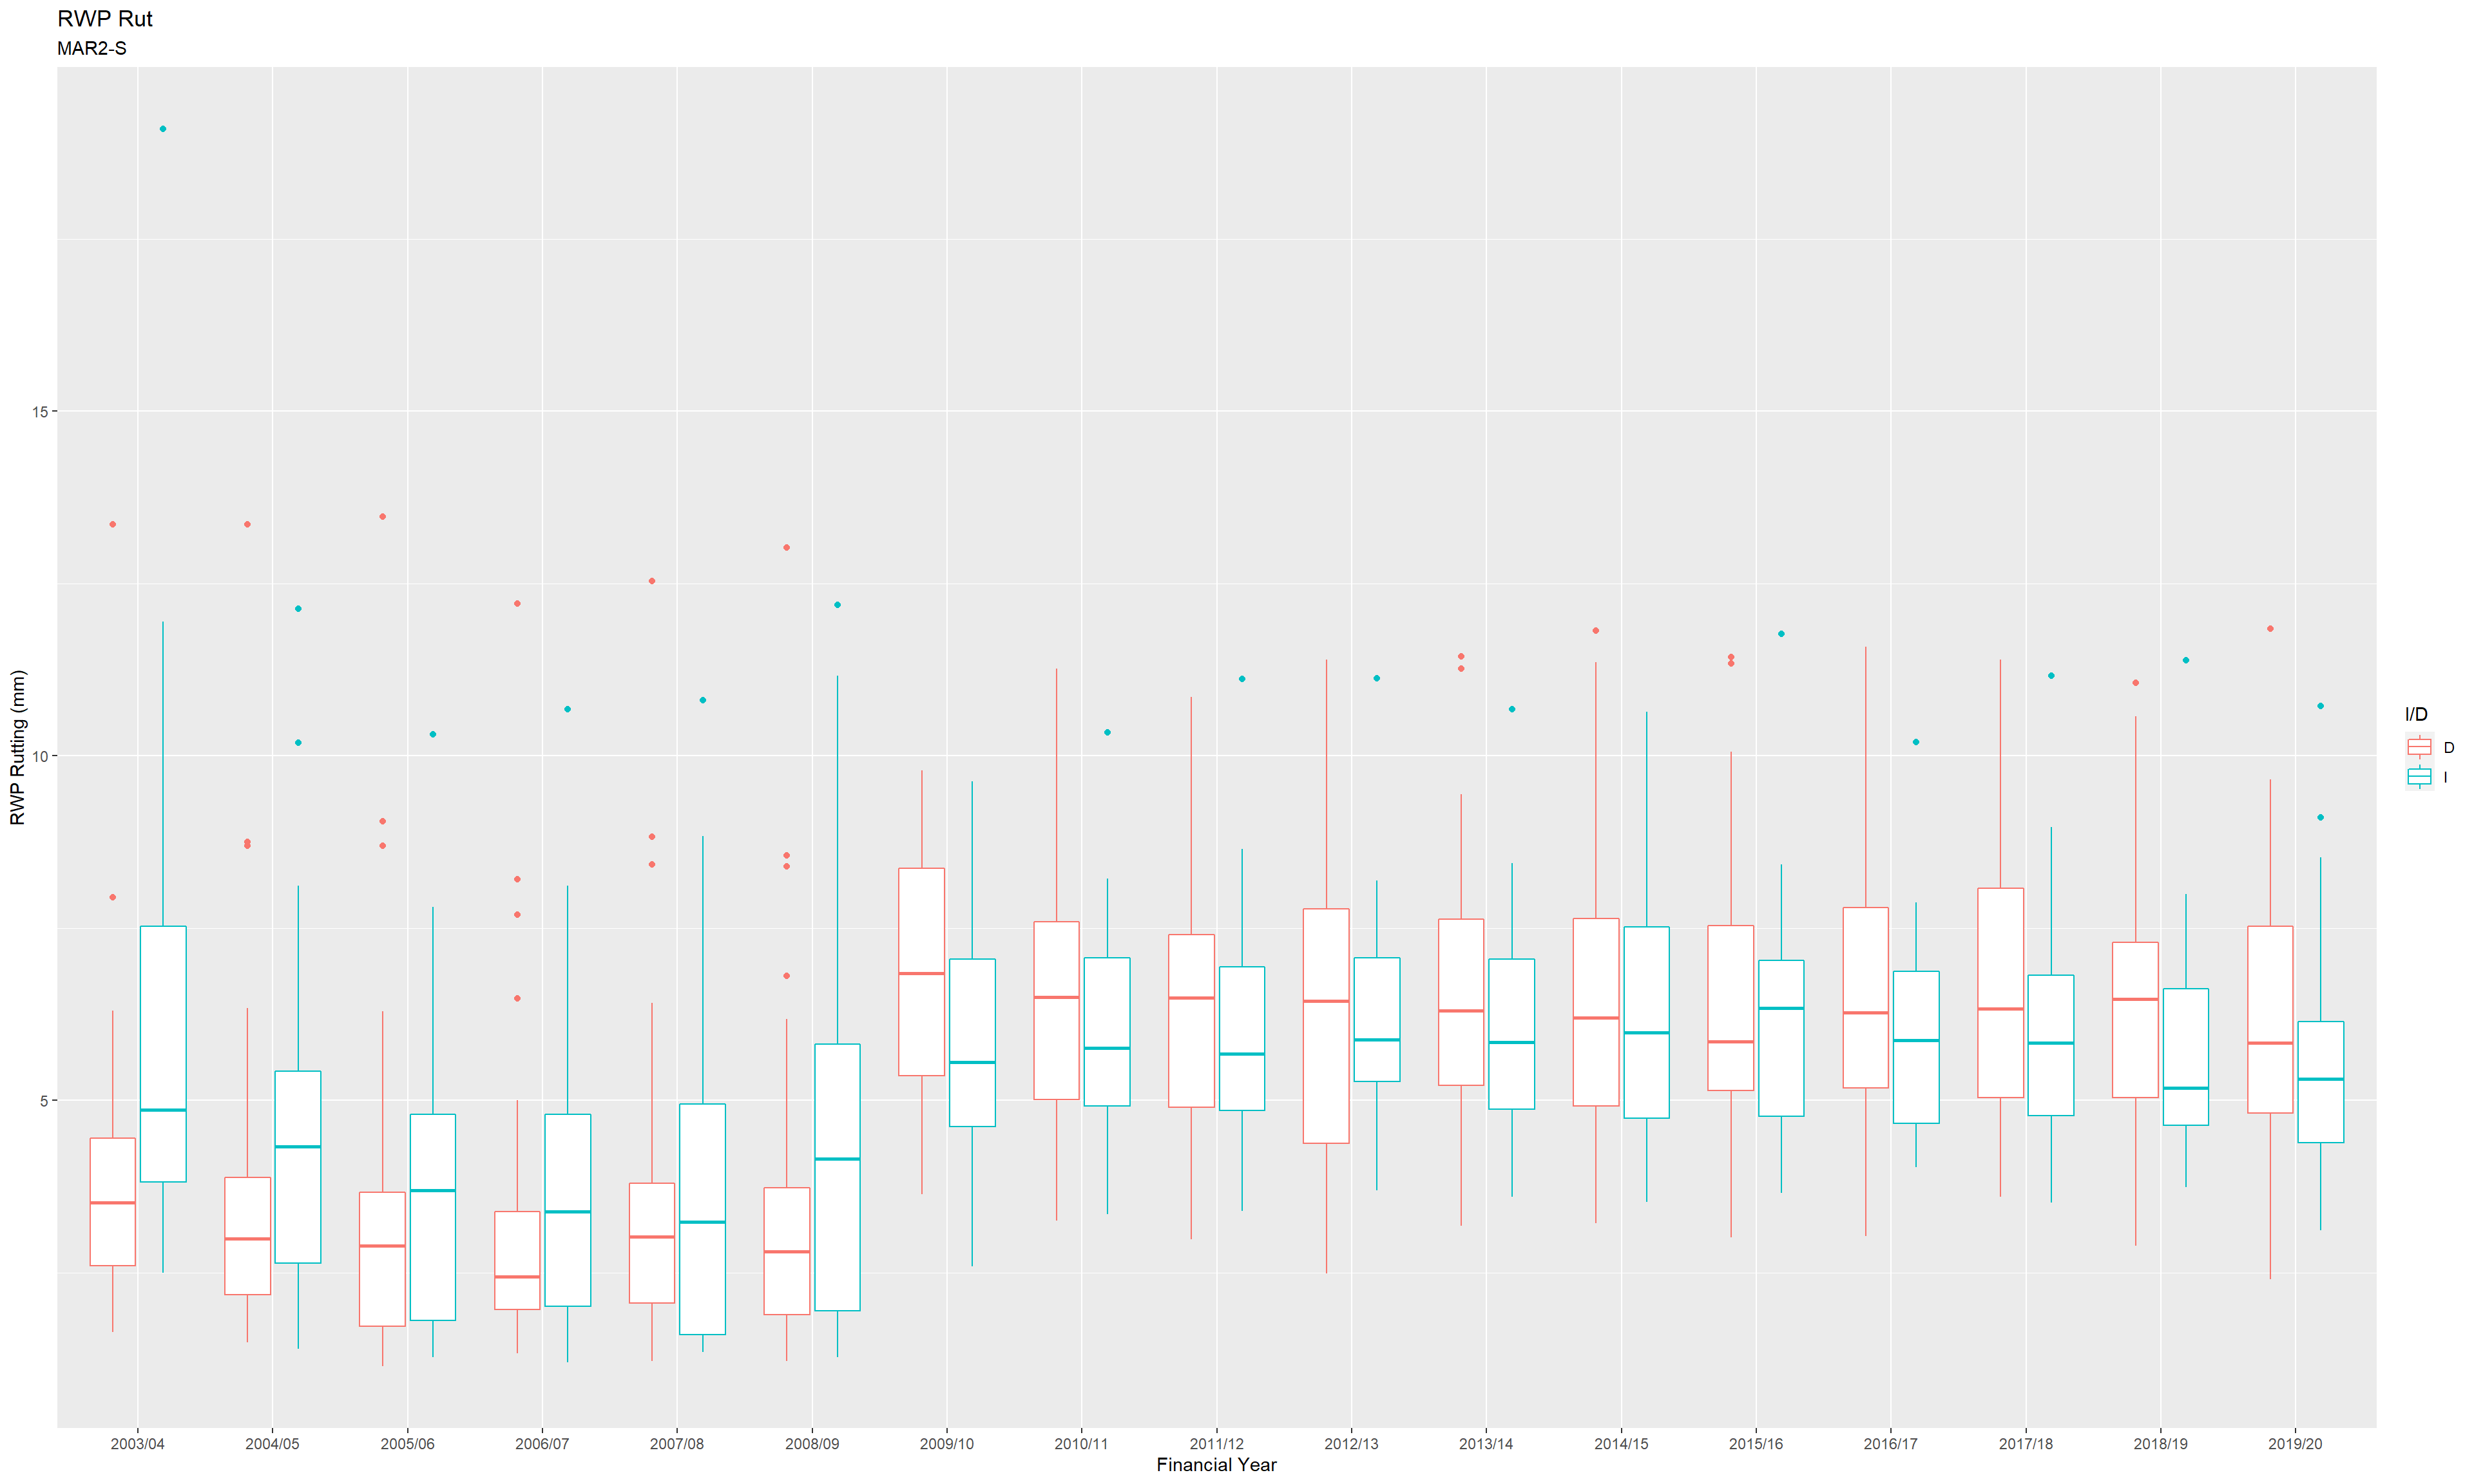 RWP Rut
MAR2-S
RWP Rutting (mm)
15
10
5
2003/04
2004/05
2005/06
2006/07
2007/08
2008/09
2009/10
2010/11
2011/12
2012/13
2013/14
2014/15
2015/16
2016/17
2017/18
2018/19
2019/20
Financial Year
I/D
D
I